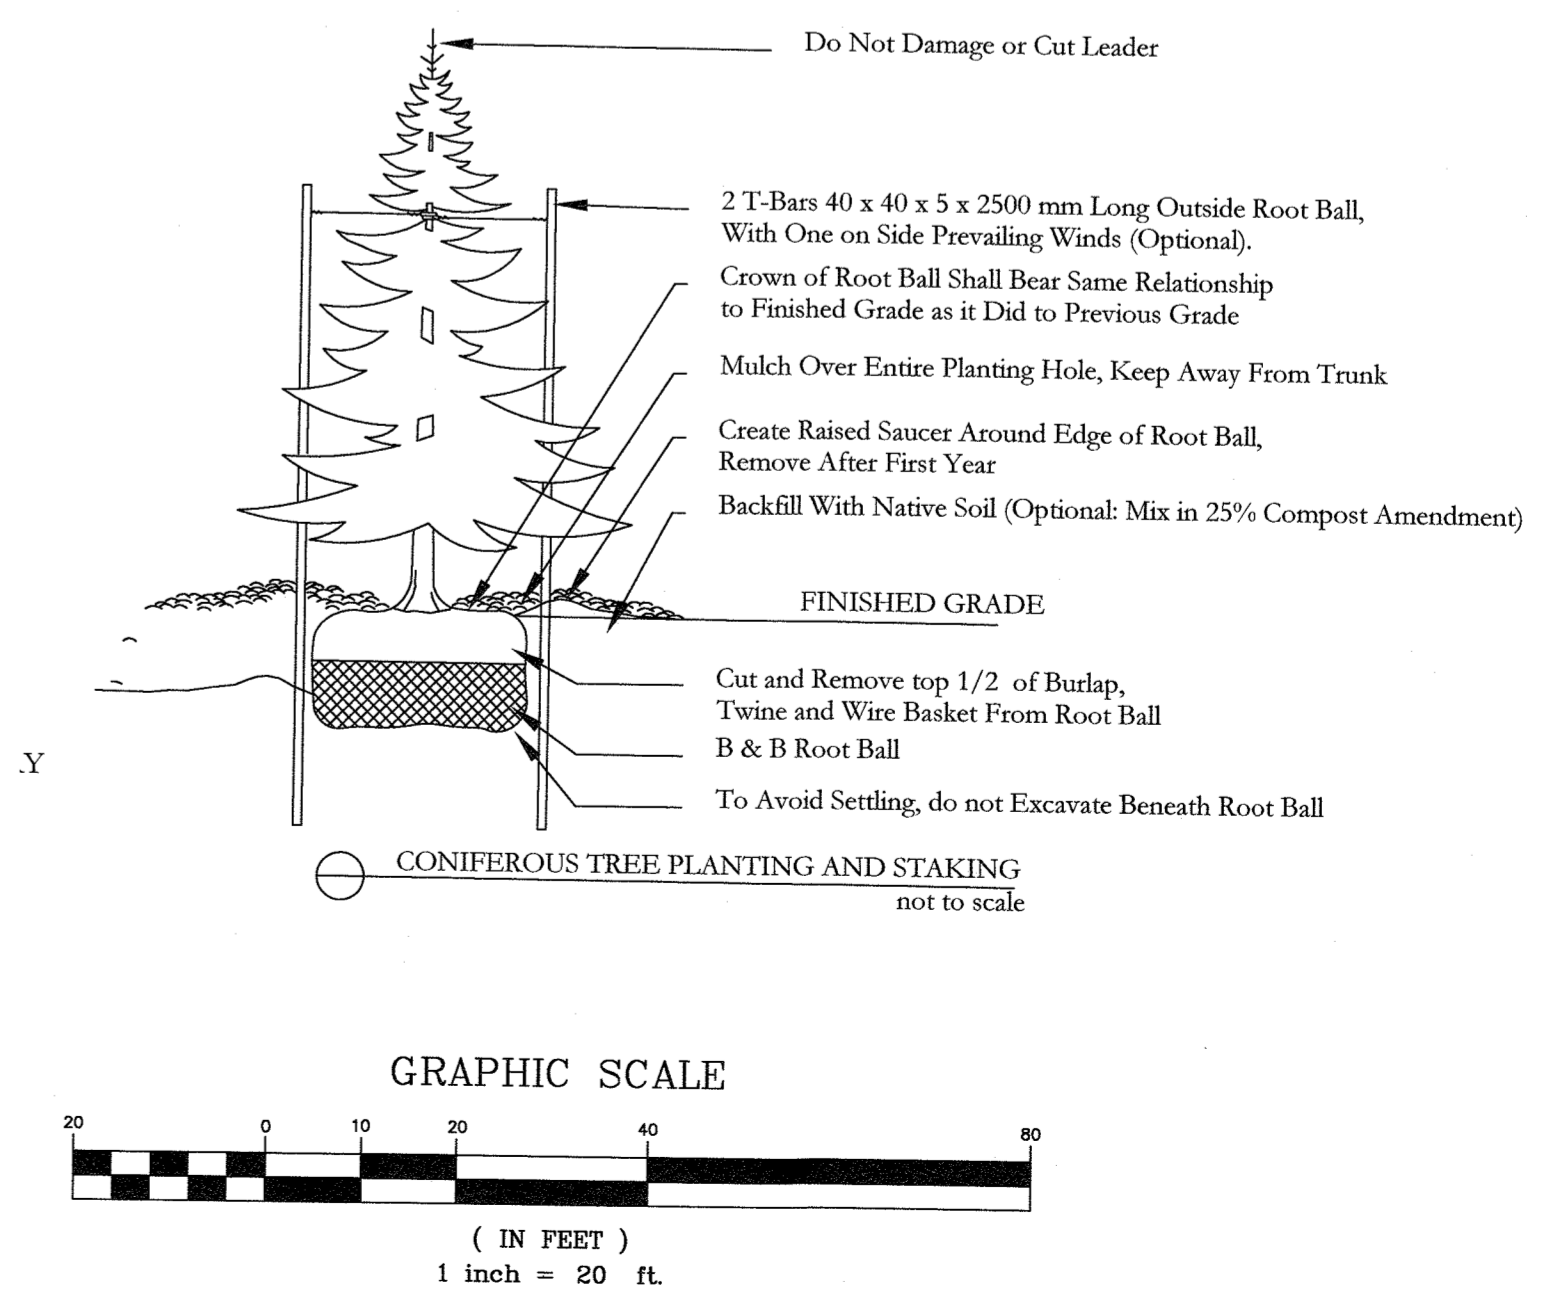 Do Not Damage or Cut Leader
2 T-Bars 40 x 40 x 5 x 2500 mm Long Outside Root Ball,
With One on Side Prevailing Winds (Optional).
Crown of Root Ball Shall Bear Same Relationship
to Finished Grade as it Did to Previous Grade
Mulch Over Entire Planting Hole, Keep Away From Trunk
Create Raised Saucer Around Edge of Root Ball,
Remove After First Year
Backfill With Native Soil (Optional: Mix in 25% Compost Amendment)
FINISHED GRADE
Cut and Remove top 1/2 of Burlap,
Twine and Wire Basket From Root Ball
B & B Root Ball
.Y
To Avoid Settling, do not Excavate Beneath Root Ball
CONIFEROUS TREE PLANTING AND STAKING
not to scale
GRAPHIC SCALE
20 0 10 20 40 80
( IN FEET )
1 inch = 20 ft.